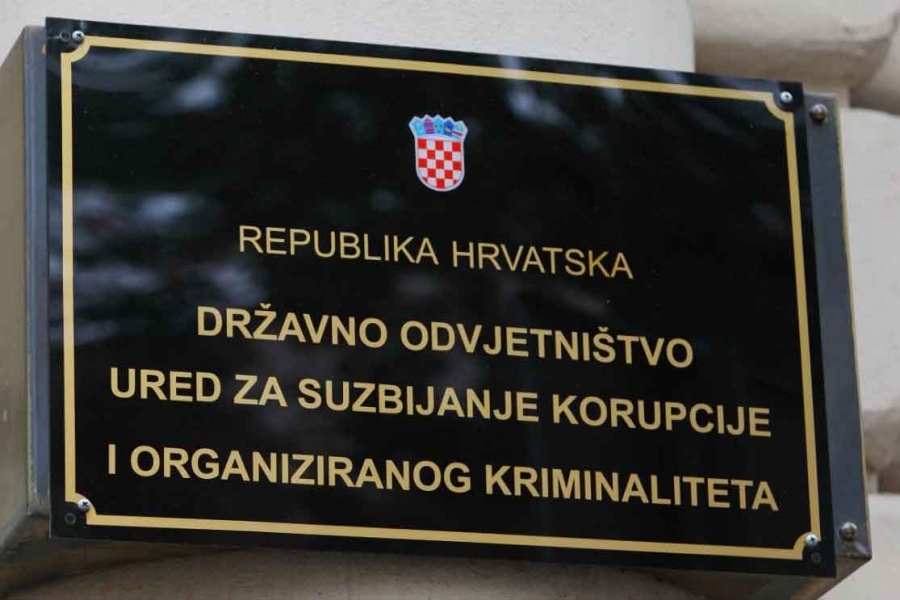 REPUBLIKA HRVATSKA
DRŽAVNO ODVJETNIŠTVO
URED ZA SUZBIJANJE KORUPCIJE
I ORGANIZIRANOG KRIMINALITETA